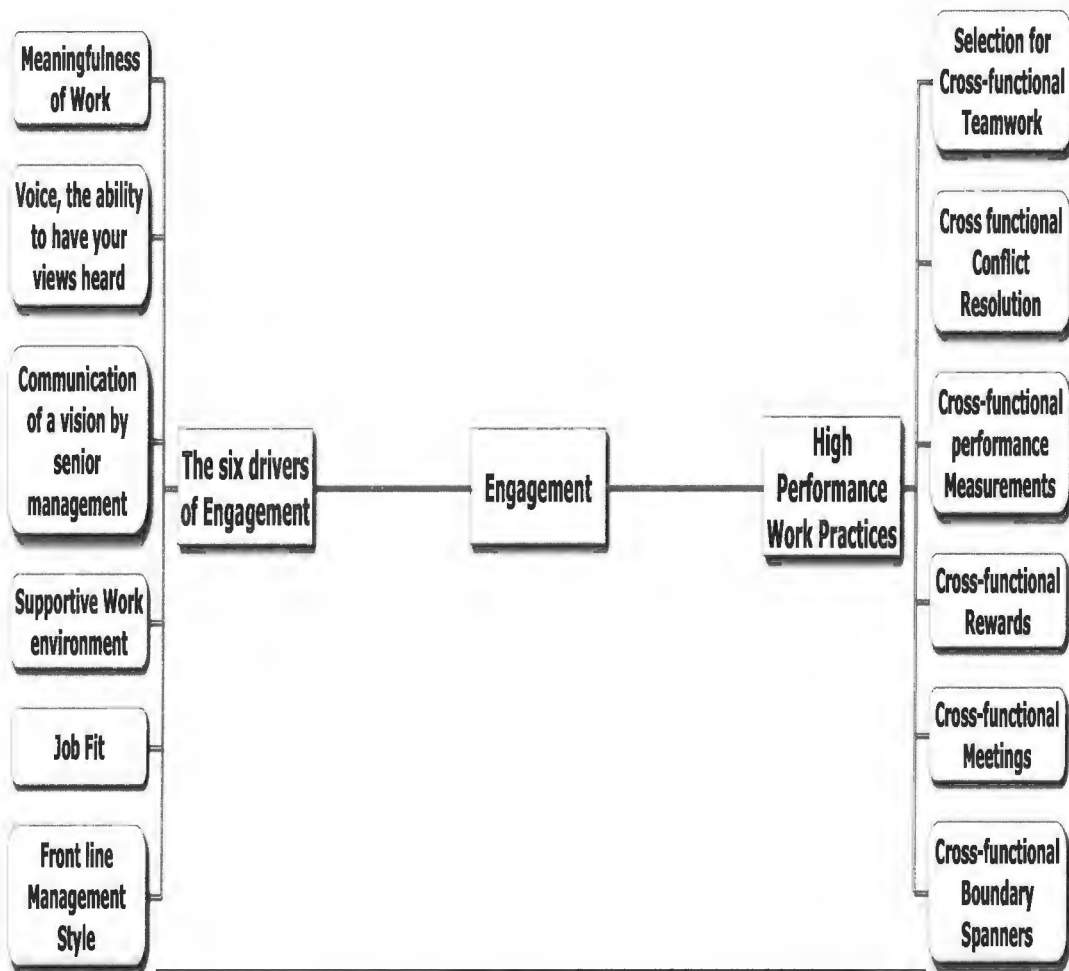 Meaningfulness
of Work
Voice, the ability
to have your
views heard
Communication
of a vision by
senior
management
Supportive Work
environment
Job Fit
Front line
Management
Style
The six drivers
of Engagement
Engagement
High
Performance
Work Practices
Selection for
Cross-functional
Teamwork
Cross functional
Conflict
Resolution
Cross-functional
performance
Measurements
Cross-functional
Rewards
Cross-functional
Meetings
Cross-functional
Boundary
Spanners